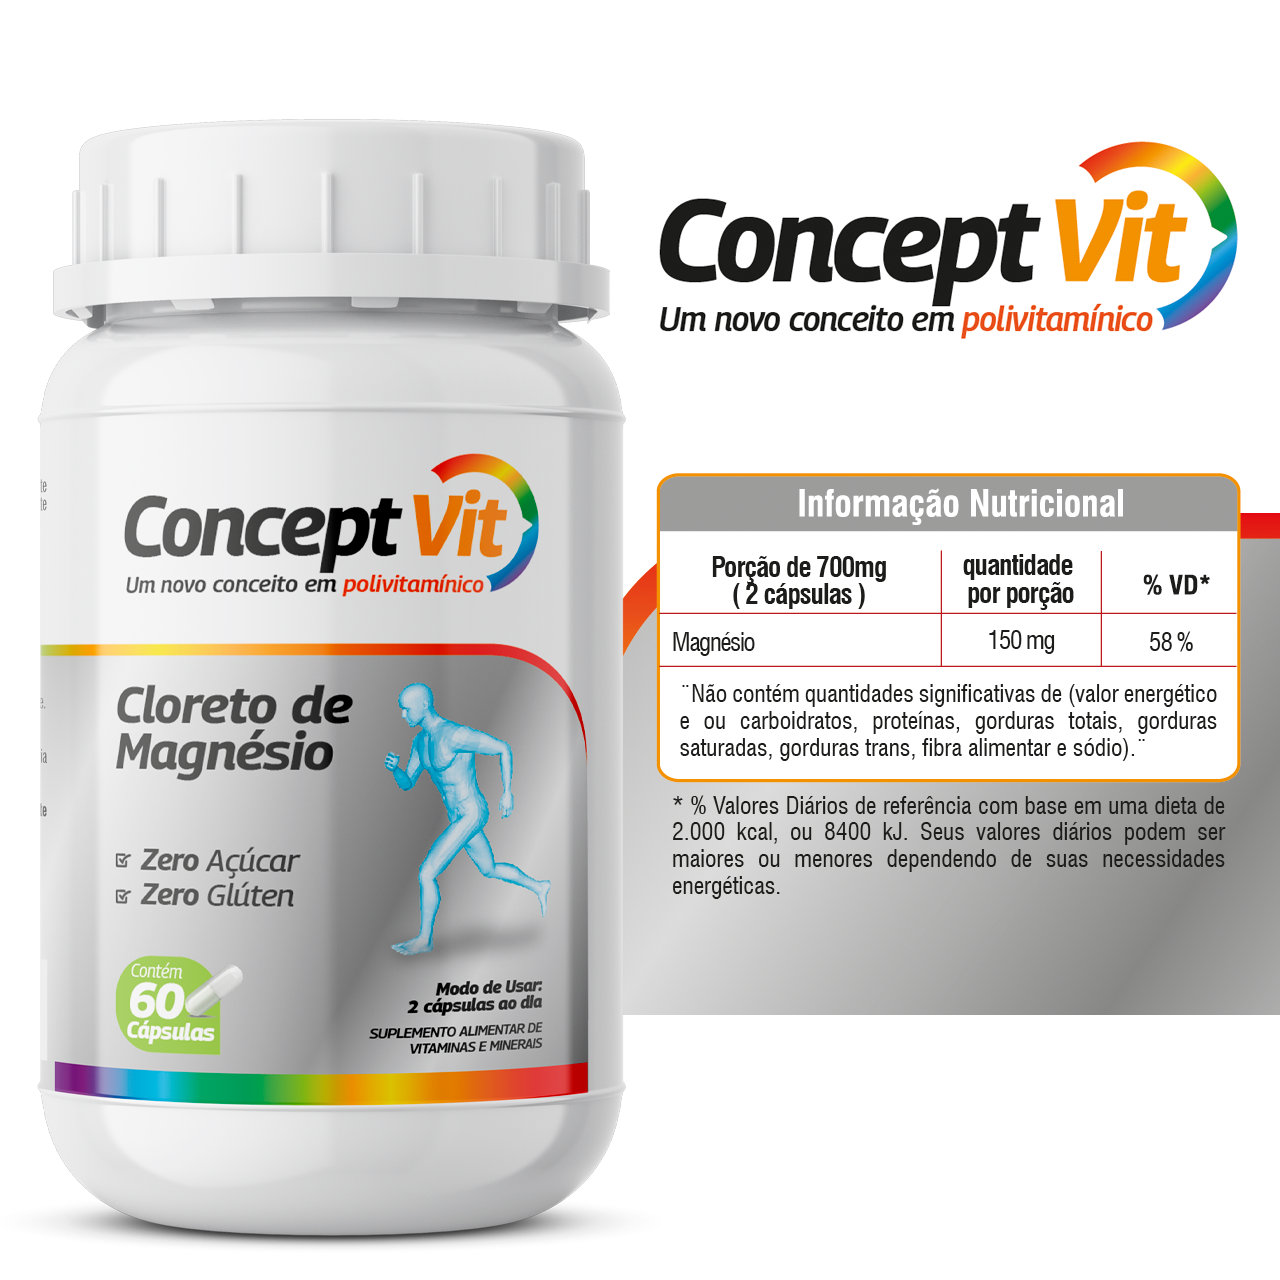 Concept Vit
Um novo conceito em polivitamínico
Cloreto de
Magnésio
Zero Açúcar
Zero Glúten
Contém
60
Cápsulas
Modo de Usar:
2 cápsulas ao dIa
SUPLEMENTO ALIMENTAR DE
VITAMINAS E MINERAIS
Concept Vit
Um novo conceito em polivitamínico
Informação Nutricional
Porção de 700mg
( 2 cápsulas )
quantidade
por porção
% VD*
Magnésio 150 mg 58 %
¨Não contém quantidades significativas de (valor energético
e ou carboidratos, proteínas, gorduras totais, gorduras
saturadas, gorduras trans, fibra alimentar e sódio).¨
* % Valores Diários de referência com base em uma dieta de
2.000 kcal, ou 8400 kJ. Seus valores diários podem ser
maiores ou menores dependendo de suas necessidades
energéticas.